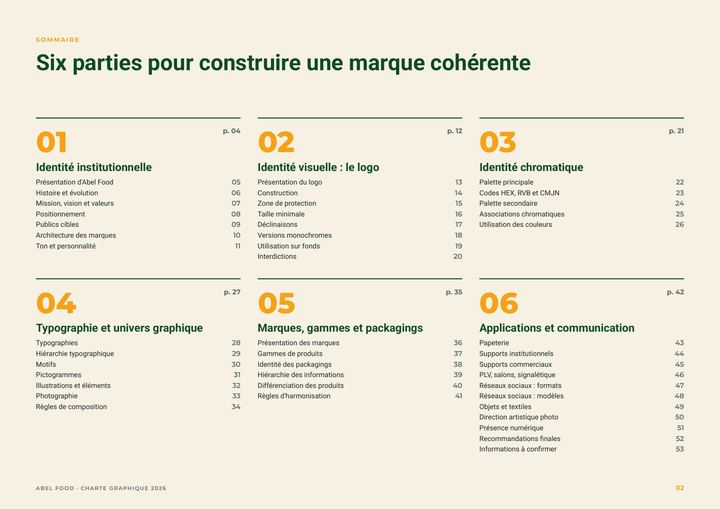 SOMMAIRE
Six parties pour construire une marque cohérente
p. 04
01
Identité institutionnelle
Présentation d'Abel Food 05
Histoire et évolution 06
Mission, vision et valeurs 07
Positionnement 08
Publics cibles 09
Architecture des marques 10
Ton et personnalité 11
p. 12
02
Identité visuelle : le logo
Présentation du logo 13
Construction 14
Zone de protection 15
Taille minimale 16
Déclinaisons 17
Versions monochromes 18
Utilisation sur fonds 19
Interdictions 20
p. 21
03
Identité chromatique
Palette principale 22
Codes HEX, RVB et CMJN 23
Palette secondaire 24
Associations chromatiques 25
Utilisation des couleurs 26
p. 27
04
Typographie et univers graphique
Typographies 28
Hiérarchie typographique 29
Motifs 30
Pictogrammes 31
Illustrations et éléments 32
Photographie 33
Règles de composition 34
p. 35
05
Marques, gammes et packagings
Présentation des marques 36
Gammes de produits 37
Identité des packagings 38
Hiérarchie des informations 39
Différenciation des produits 40
Règles d'harmonisation 41
p. 42
06
Applications et communication
Papeterie 43
Supports institutionnels 44
Supports commerciaux 45
PLV, salons, signalétique 46
Réseaux sociaux : formats 47
Réseaux sociaux : modèles 48
Objets et textiles 49
Direction artistique photo 50
Présence numérique 51
Recommandations finales 52
Informations à confirmer 53
ABEL FOOD · CHARTE GRAPHIQUE 2026
02